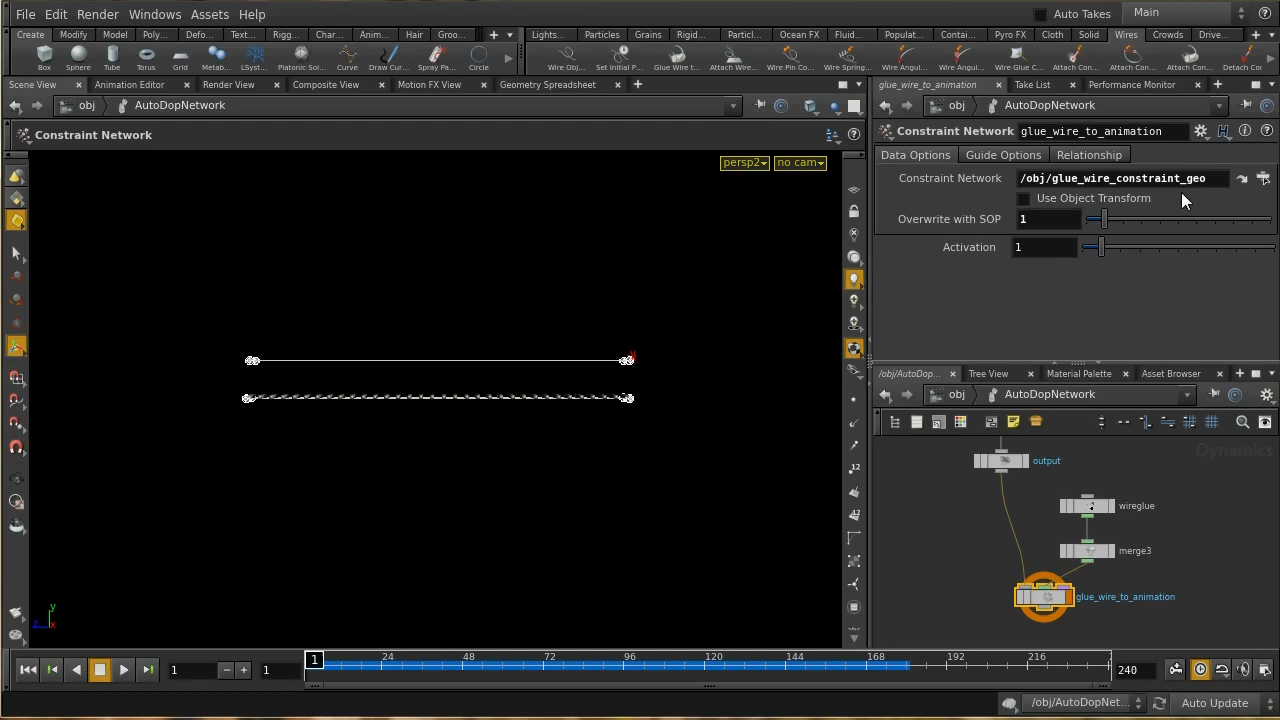 File Edit Render Windows Assets Help
Auto Takes
Main
Create Modify Model Poly... Defo... Text... Rigg... Char... Anim... Hair Groo...
Lights... Particles Grains Rigid... Particl... Ocean FX Fluid... Populat... Contai... Pyro FX Cloth Solid Wires Crowds Drive...
Box Sphere Tube Torus Grid Metab... LSyst... Platonic Sol... Curve Draw Cur... Spray Pa... Circle
Wire Obj... Set Initial P... Glue Wire t... Attach Wire... Wire Pin Co... Wire Spring... Wire Angul... Wire Angul... Wire Glue C... Attach Con... Attach Con... Attach Con... Detach Co
Scene View Animation Editor Render View Composite View Motion FX View Geometry Spreadsheet
glue_wire_to_animation Take List Performance Monitor
obj AutoDopNetwork
obj AutoDopNetwork
Constraint Network
Constraint Network glue_wire_to_animation
Data Options Guide Options Relationship
persp2 no cam
Constraint Network /obj/glue_wire_constraint_geo
Use Object Transform
Overwrite with SOP 1
Activation 1
/obj/AutoDop... Tree View Material Palette Asset Browser
obj AutoDopNetwork
Dynamics
output
wireglue
merge3
glue_wire_to_animation
12
12
y
z x
1 1 1 24 48 72 96 120 144 168 192 216 240
/obj/AutoDopNet... Auto Update